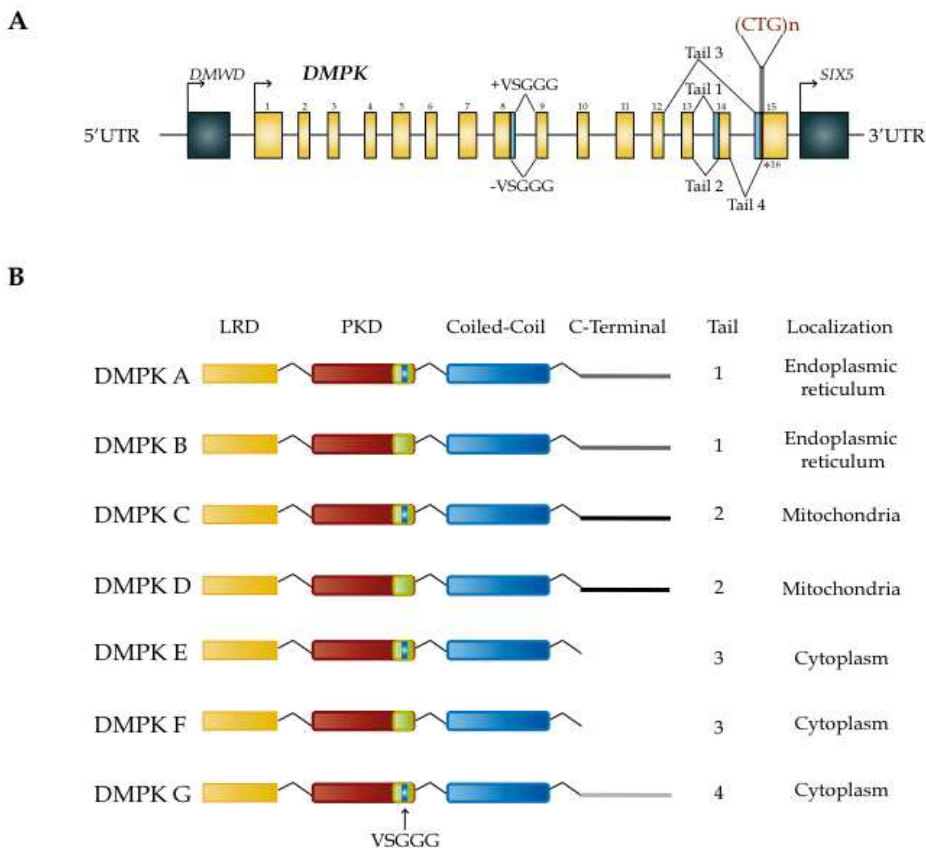 A
(CTG)n
DMWD
DMPK
Tail 3
SIX5
+VSGGG
Tail 1
1 2 3 4 5 6 7 8 9 10 11 12 13 14 15
5'UTR
3'UTR
-VSGGG
Tail 2
*16
Tail 4
B
LRD PKD Coiled-Coil C-Terminal Tail Localization
DMPK A 1 Endoplasmic
reticulum
DMPK B 1 Endoplasmic
reticulum
DMPK C 2 Mitochondria
DMPK D 2 Mitochondria
DMPK E 3 Cytoplasm
DMPK F 3 Cytoplasm
DMPK G 4 Cytoplasm
VSGGG